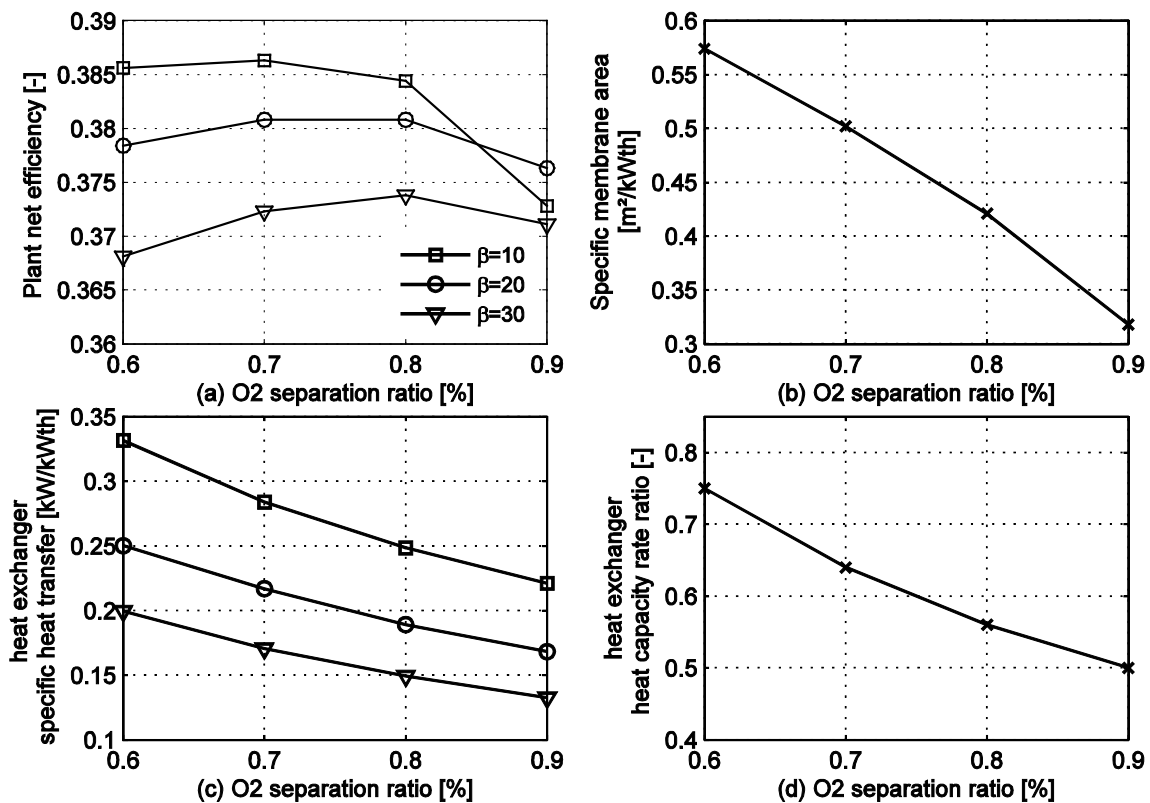 0.39
0.385
0.38
0.375
0.37
0.365
0.36
Plant net efficiency [-]
β=10
β=20
β=30
0.6 0.7 0.8 0.9
(a) O2 separation ratio [%]
0.6
0.55
0.5
0.45
0.4
0.35
0.3
Specific membrane area
[m²/kWth]
0.6 0.7 0.8 0.9
(b) O2 separation ratio [%]
0.35
0.3
0.25
0.2
0.15
0.1
heat exchanger
specific heat transfer [kW/kWth]
0.6 0.7 0.8 0.9
(c) O2 separation ratio [%]
0.8
0.7
0.6
0.5
0.4
heat exchanger
heat capacity rate ratio [-]
0.6 0.7 0.8 0.9
(d) O2 separation ratio [%]